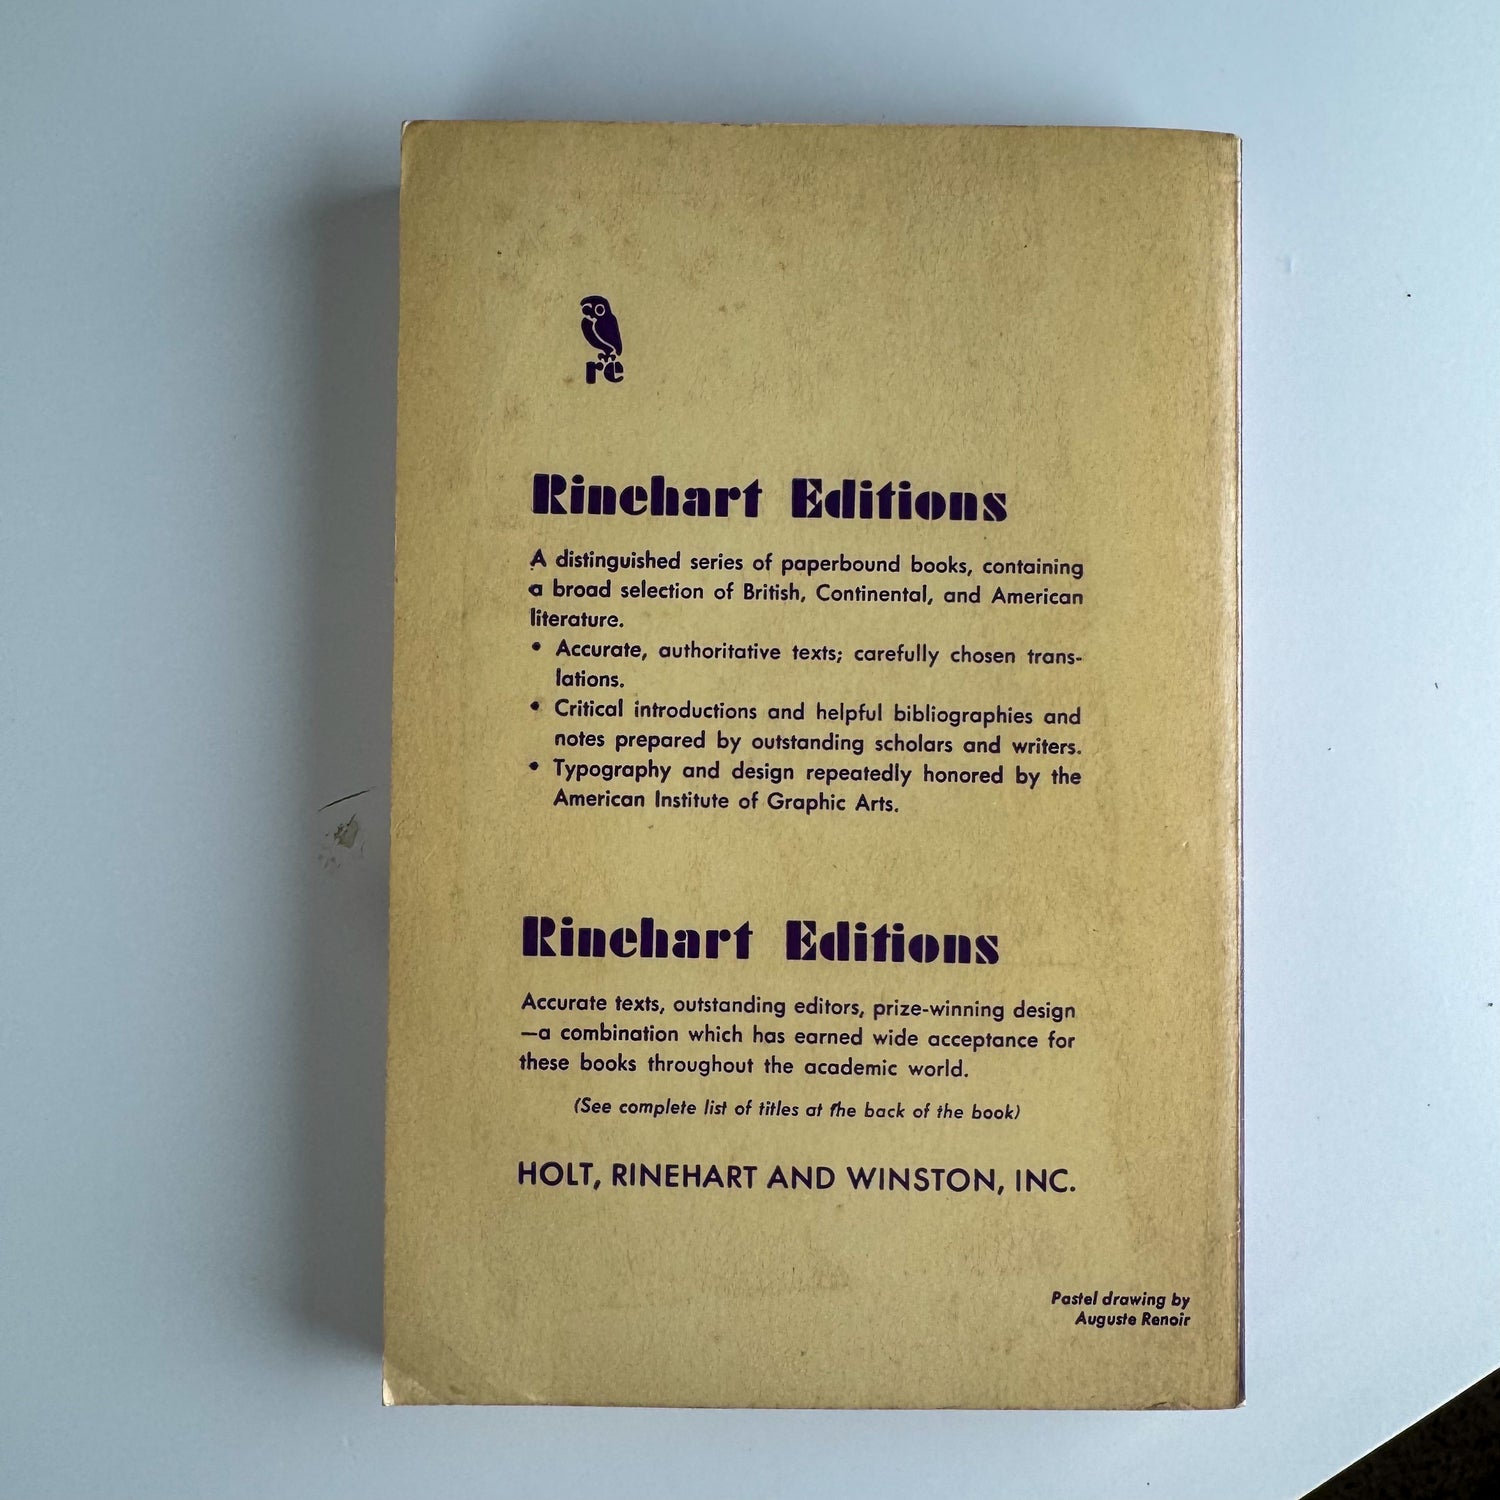 re
Rinehart Editions
A distinguished series of paperbound books, containing
a broad selection of British, Continental, and American
literature.
• Accurate, authoritative texts; carefully chosen trans-
lations.
• Critical introductions and helpful bibliographies and
notes prepared by outstanding scholars and writers.
• Typography and design repeatedly honored by the
American Institute of Graphic Arts.
Rinehart Editions
Accurate texts, outstanding editors, prize-winning design
—a combination which has earned wide acceptance for
these books throughout the academic world.
(See complete list of titles at the back of the book)
HOLT, RINEHART AND WINSTON, INC.
Pastel drawing by
Auguste Renoir